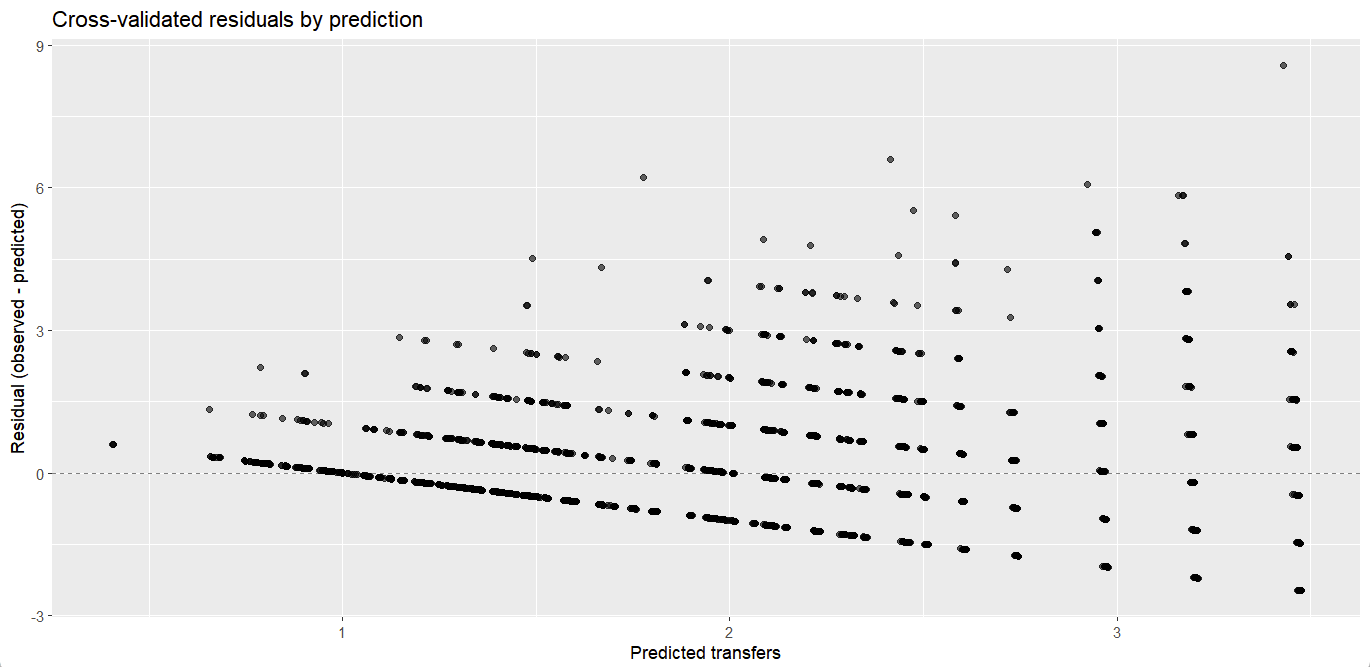 Cross-validated residuals by prediction
9
6
3
0
-3
Residual (observed - predicted)
1
2
3
Predicted transfers